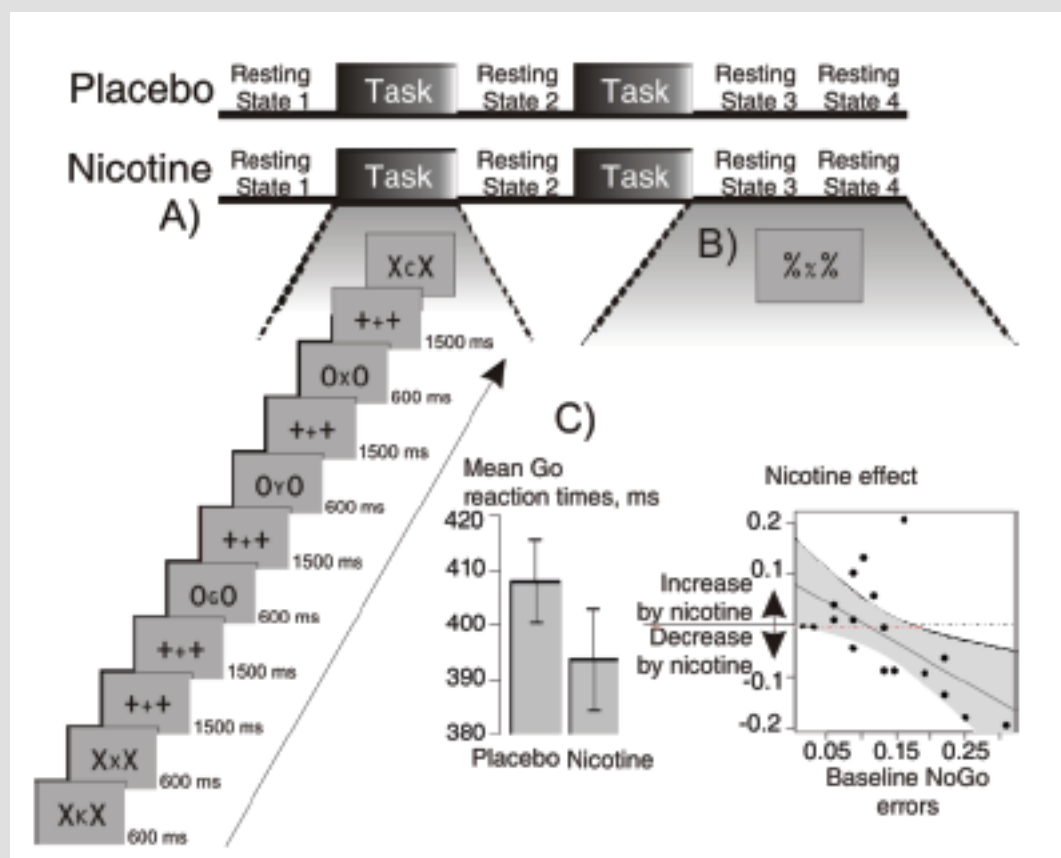 Placebo
Resting State 1
Task
Resting State 2
Task
Resting State 3
Resting State 4
Nicotine
Resting State 1
Task
Resting State 2
Task
Resting State 3
Resting State 4
A)
B)
XCX
%%%
+++
1500 ms
OXO
600 ms
+++
1500 ms
OYO
600 ms
+++
1500 ms
OGO
600 ms
+++
1500 ms
+++
1500 ms
XXX
600 ms
XKX
600 ms
C)
Mean Go
reaction times, ms
420
410
400
390
380
Placebo Nicotine
Nicotine effect
0.2
0.1
0
-0.1
-0.2
Increase
by nicotine
Decrease
by nicotine
0.05 0.15 0.25
Baseline NoGo
errors